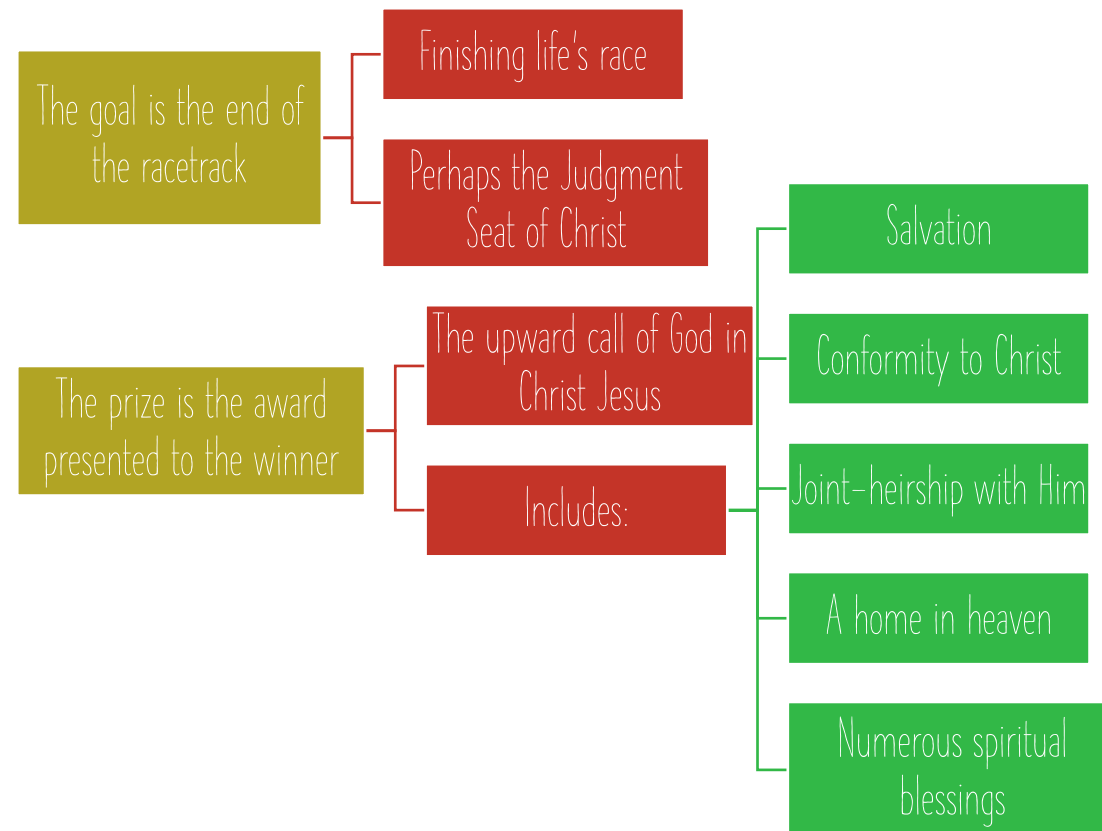 The goal is the end of
the racetrack
Finishing life's race
Perhaps the Judgment
Seat of Christ
The prize is the award
presented to the winner
The upward call of God in
Christ Jesus
Includes:
Salvation
Conformity to Christ
Joint-heirship with Him
A home in heaven
Numerous spiritual
blessings